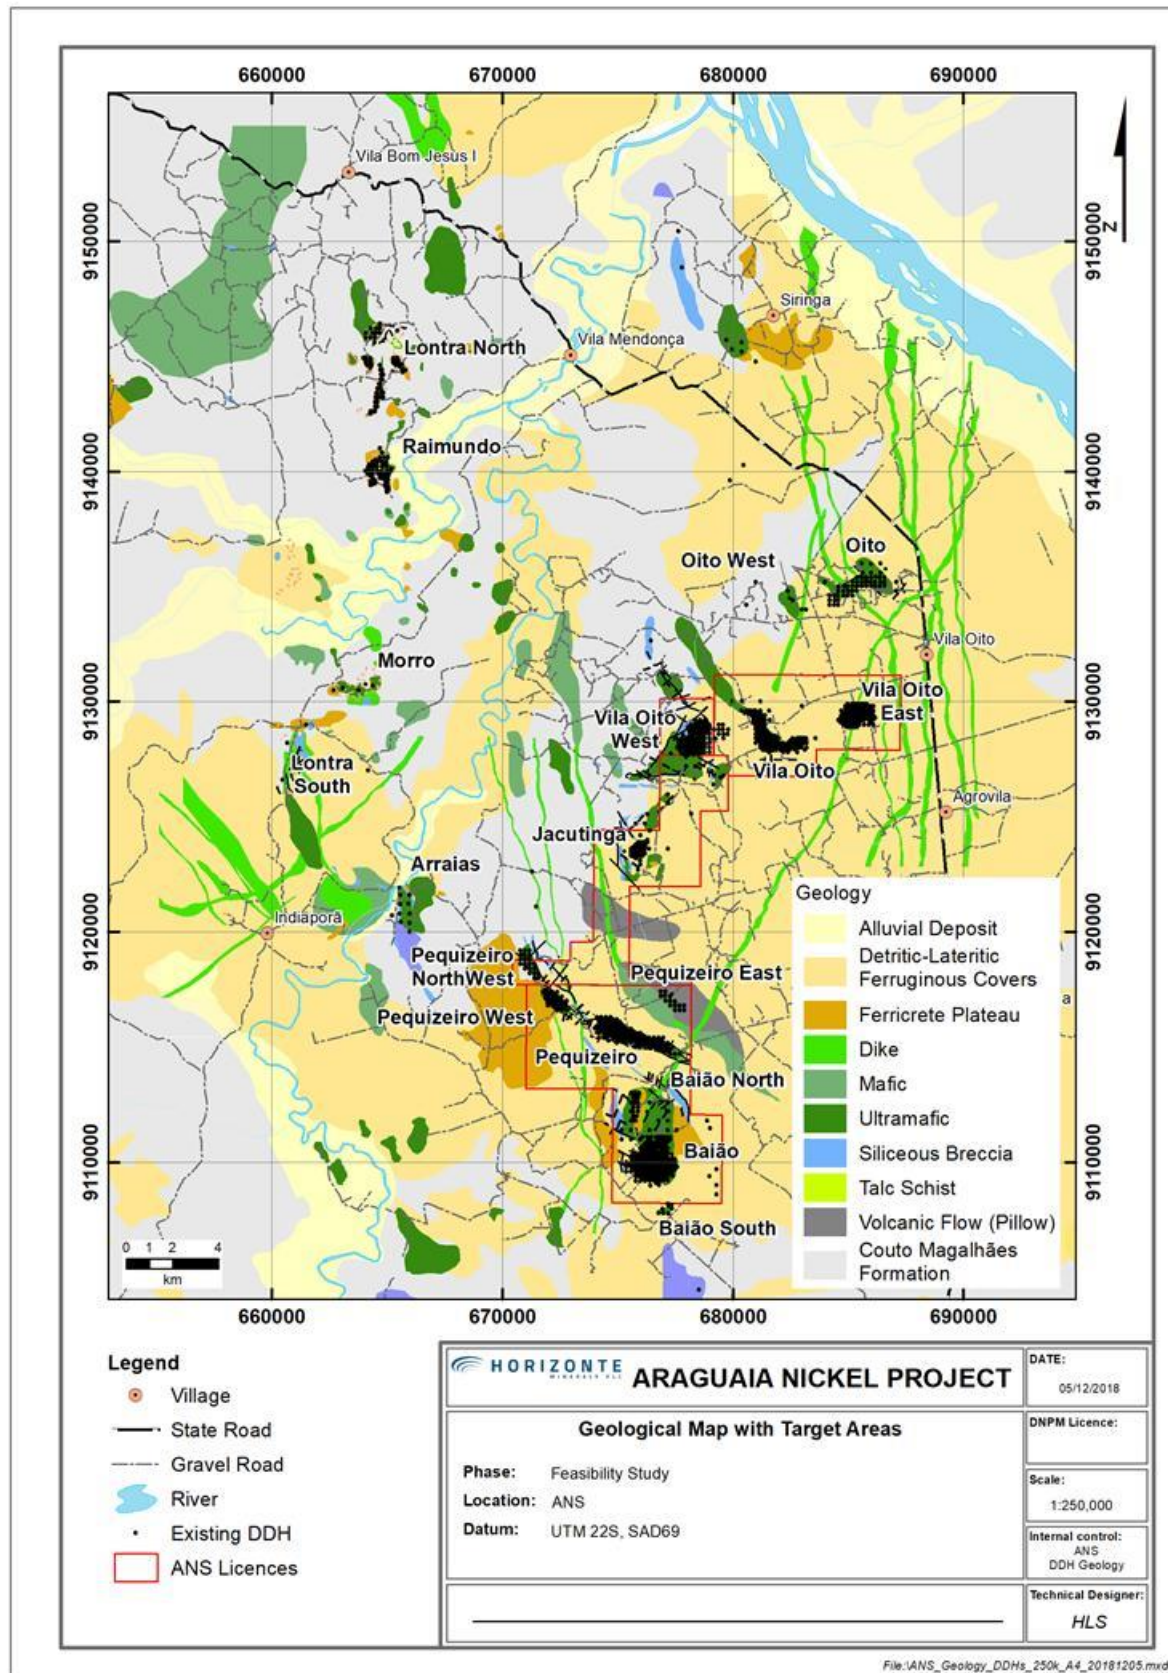 660000 670000 680000 690000
Vila Bom Jesus I
9150000
9150000
N
Siringa
Vila Mendonça
Lontra North
Raimundo
9140000
9140000
Oito West
Oito
Vila Oito
Morro
9130000
9130000
Vila Oito
East
Vila Oito
West
Lontra
South
Vila Oito
Agrovila
Jacutinga
Arraias
Indiaporã
9120000
9120000
Pequizeiro
NorthWest
Pequizeiro East
Pequizeiro West
a
Pequizeiro
Baião North
Baião
9110000
9110000
Baião South
Geology
Alluvial Deposit
Detritic-Lateritic
Ferruginous Covers
Ferricrete Plateau
Dike
Mafic
Ultramafic
Siliceous Breccia
Talc Schist
Volcanic Flow (Pillow)
Couto Magalhães
Formation
0 1 2 4
km
660000 670000 680000 690000
Legend
Village
State Road
Gravel Road
River
Existing DDH
ANS Licences
HORIZONTE
MINERALS PLC
ARAGUAIA NICKEL PROJECT
DATE:
05/12/2018
Geological Map with Target Areas
Phase: Feasibility Study
Location: ANS
Datum: UTM 22S, SAD69
DNPM Licence:
Scale:
1:250,000
Internal control:
ANS
DDH Geology
Technical Designer:
HLS
File:\ANS_Geology_DDHs_250k_A4_20181205.mxd